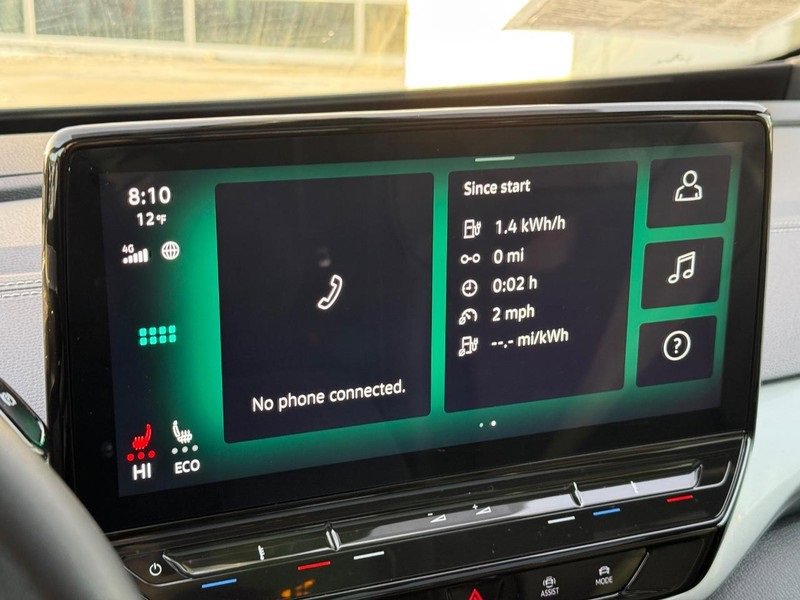 8:10
12°F
4G
HI
ECO
No phone connected.
Since start
1.4 kWh/h
0 mi
0:02 h
2 mph
--.- mi/kWh
?
- +
ASSIST
MODE